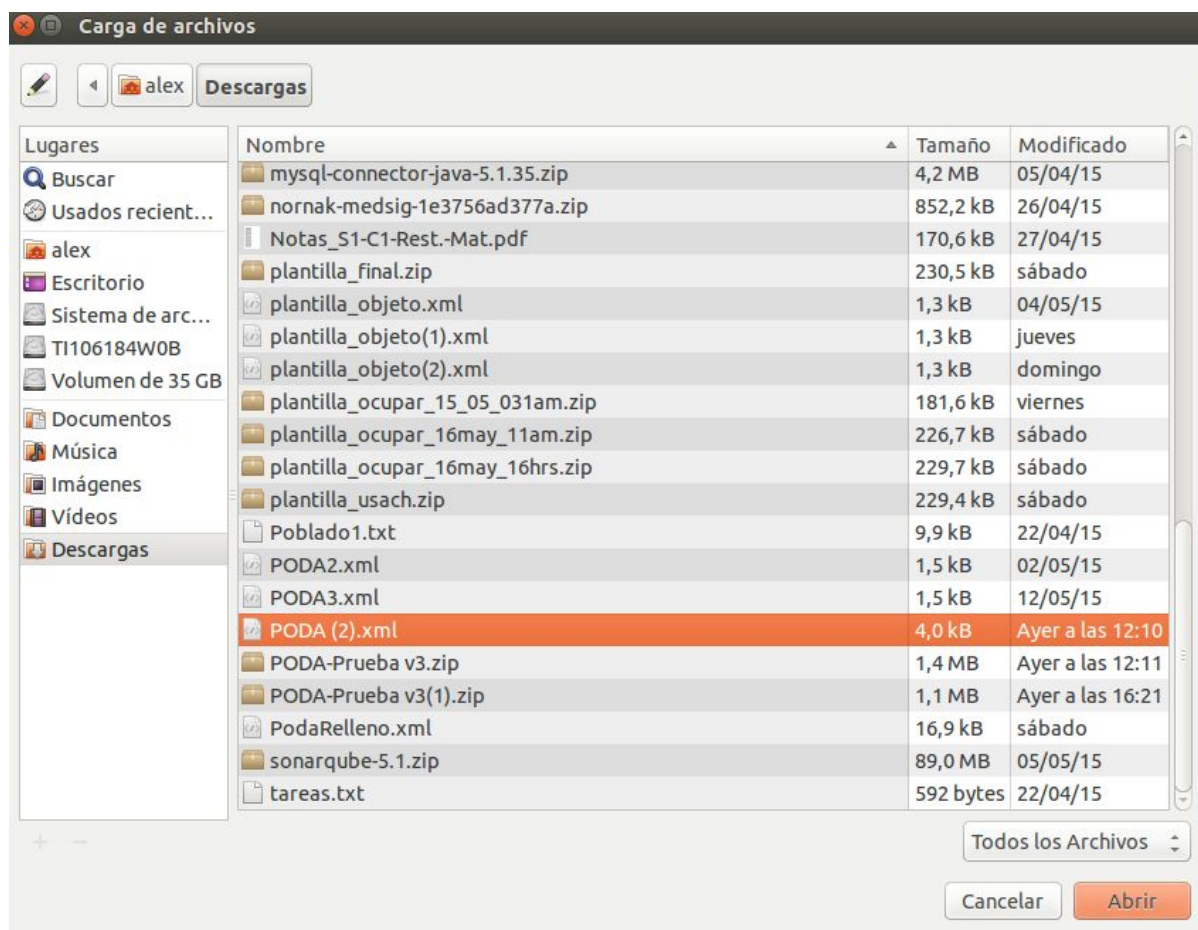 Carga de archivos
alex Descargas
Lugares
Buscar
Usados recient...
alex
Escritorio
Sistema de arc...
TI106184W0B
Volumen de 35 GB
Documentos
Música
Imágenes
Vídeos
Descargas
Nombre Tamaño Modificado
mysql-connector-java-5.1.35.zip 4,2 MB 05/04/15
nornak-medsig-1e3756ad377a.zip 852,2 kB 26/04/15
Notas_S1-C1-Rest.-Mat.pdf 170,6 kB 27/04/15
plantilla_final.zip 230,5 kB sábado
plantilla_objeto.xml 1,3 kB 04/05/15
plantilla_objeto(1).xml 1,3 kB jueves
plantilla_objeto(2).xml 1,3 kB domingo
plantilla_ocupar_15_05_031am.zip 181,6 kB viernes
plantilla_ocupar_16may_11am.zip 226,7 kB sábado
plantilla_ocupar_16may_16hrs.zip 229,7 kB sábado
plantilla_usach.zip 229,4 kB sábado
Poblado1.txt 9,9 kB 22/04/15
PODA2.xml 1,5 kB 02/05/15
PODA3.xml 1,5 kB 12/05/15
PODA (2).xml 4,0 kB Ayer a las 12:10
PODA-Prueba v3.zip 1,4 MB Ayer a las 12:11
PODA-Prueba v3(1).zip 1,1 MB Ayer a las 16:21
PodaRelleno.xml 16,9 kB sábado
sonarqube-5.1.zip 89,0 MB 05/05/15
tareas.txt 592 bytes 22/04/15
Todos los Archivos
Cancelar Abrir